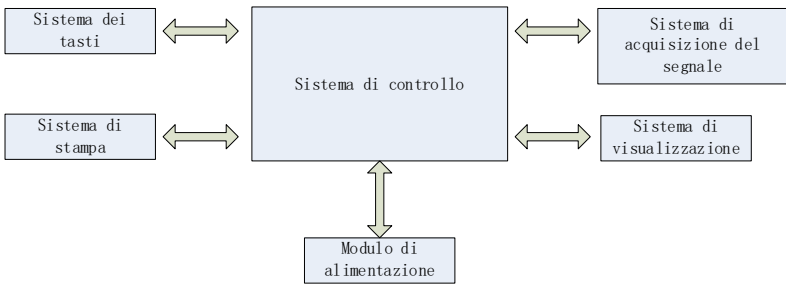 Sistema dei
tasti
Sistema di
stampa
Sistema di controllo
Sistema di
acquisizione del
segnale
Sistema di
visualizzazione
Modulo di
alimentazione